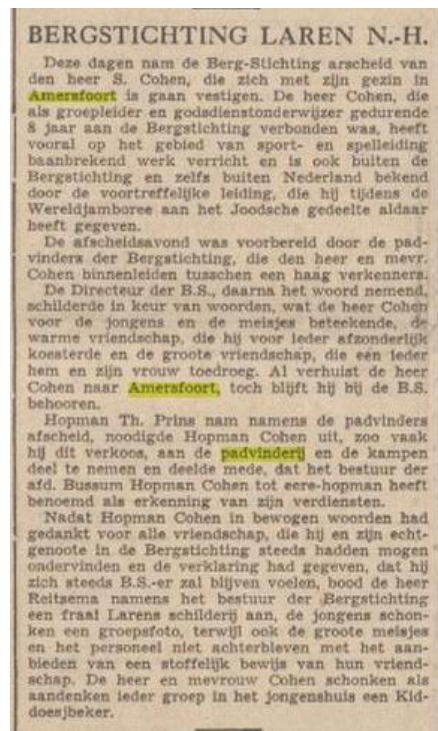 BERGSTICHTING LAREN N.-H.
Deze dagen nam de Berg-Stichting arscheid van
den heer S. Cohen, die zich met zijn gezin in
Amersfoort is gaan vestigen. De heer Cohen, die
als groepleider en godsdienstonderwijzer gedurende
8 jaar aan de Bergstichting verbonden was, heeft
vooral op het gebied van sport- en spelleiding
baanbrekend werk verricht en is ook buiten de
Bergstichting en zelfs buiten Nederland bekend
door de voortreffelijke leiding, die hij tijdens de
Wereldjamboree aan het Joodsche gedeelte aldaar
heeft gegeven.
De afscheidsavond was voorbereid door de pad-
vinders der Bergstichting, die den heer en mevr.
Cohen binnenleiden tusschen een haag verkenners.
De Directeur der B.S., daarna het woord nemend,
schilderde in keur van woorden, wat de heer Cohen
voor de jongens en de meisjes beteekende, de
warme vriendschap, die hij voor ieder afzonderlijk
koesterde en de groote vriendschap, die een ieder
hem en zijn vrouw toedroeg. Al verhuist de heer
Cohen naar Amersfoort, toch blijft hij bij de B.S.
behooren.
Hopman Th. Prins nam namens de padvinders
afscheid, noodigde Hopman Cohen uit, zoo vaak
hij dit verkoos, aan de padvinderij en de kampen
deel te nemen en deelde mede, dat het bestuur der
afd. Bussum Hopman Cohen tot eere-hopman heeft
benoemd als erkenning van zijn verdiensten.
Nadat Hopman Cohen in bewogen woorden had
gedankt voor alle vriendschap, die hij en zijn echt-
genoote in de Bergstichting steeds hadden mogen
ondervinden en de verklaring had gegeven, dat hij
zich steeds B.S.-er zal blijven voelen, bood de heer
Reitsema namens het bestuur der Bergstichting
een fraai Larens schilderij aan, de jongens schon-
ken een groepsfoto, terwijl ook de groote meisjes
en het personeel niet achterbleven met het aan-
bieden van een stoffelijk bewijs van hun vriend-
schap. De heer en mevrouw Cohen schonken als
aandenken ieder groep in het jongenshuis een Kid-
doesjbeker.